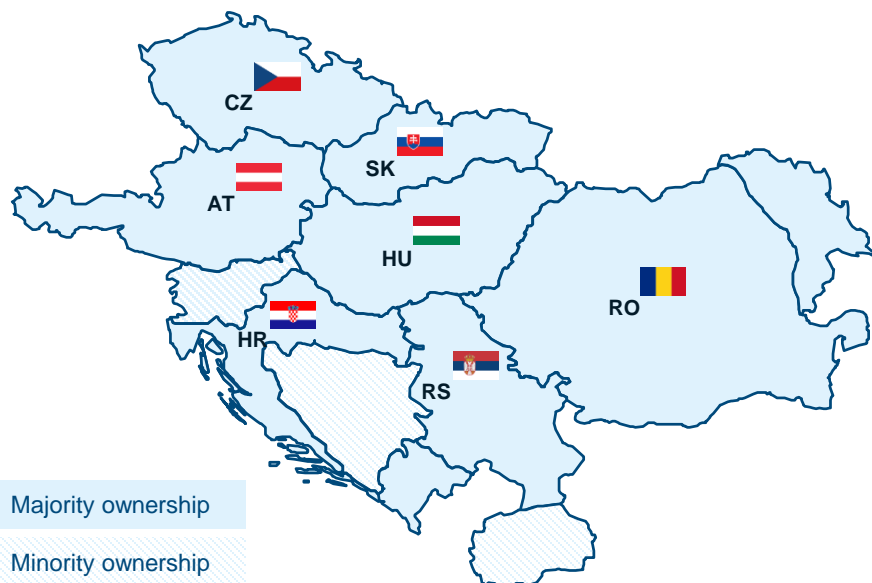 CZ
SK
AT
HU
RO
HR
RS
Majority ownership
Minority ownership